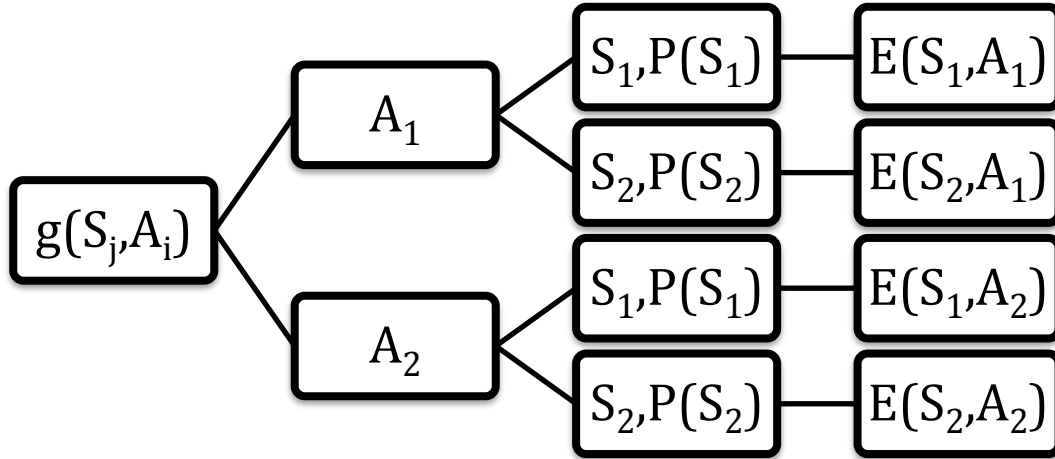 g(Sⱼ,Aᵢ)
A₁
A₂
S₁,P(S₁)
S₂,P(S₂)
S₁,P(S₁)
S₂,P(S₂)
E(S₁,A₁)
E(S₂,A₁)
E(S₁,A₂)
E(S₂,A₂)